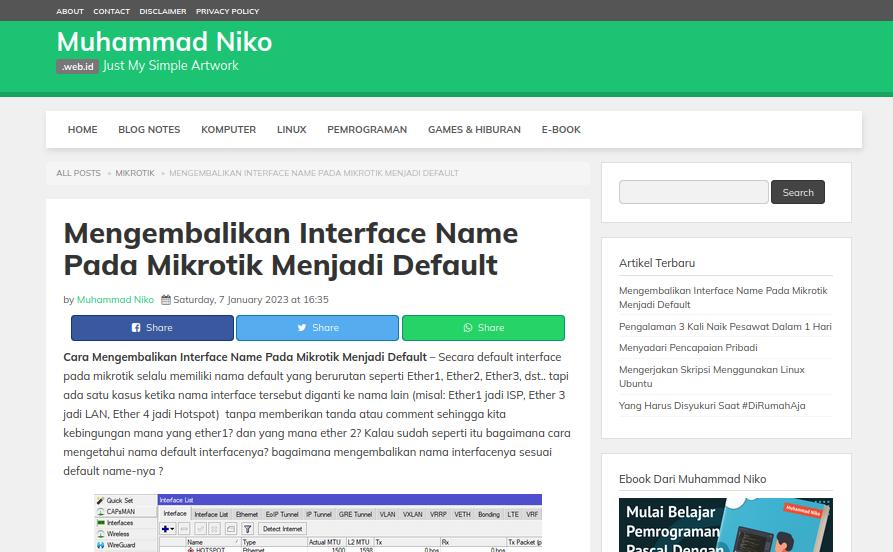 ABOUT CONTACT DISCLAIMER PRIVACY POLICY
Muhammad Niko
.web.id Just My Simple Artwork
HOME BLOG NOTES KOMPUTER LINUX PEMROGRAMAN GAMES & HIBURAN E-BOOK
ALL POSTS » MIKROTIK » MENGEMBALIKAN INTERFACE NAME PADA MIKROTIK MENJADI DEFAULT
Mengembalikan Interface Name
Pada Mikrotik Menjadi Default
by Muhammad Niko Saturday, 7 January 2023 at 16:35
Share Share Share
Cara Mengembalikan Interface Name Pada Mikrotik Menjadi Default – Secara default interface
pada mikrotik selalu memiliki nama default yang berurutan seperti Ether1, Ether2, Ether3, dst.. tapi
ada satu kasus ketika nama interface tersebut diganti ke nama lain (misal: Ether1 jadi ISP, Ether 3
jadi LAN, Ether 4 jadi Hotspot) tanpa memberikan tanda atau comment sehingga kita
kebingungan mana yang ether1? dan yang mana ether 2? Kalau sudah seperti itu bagaimana cara
mengetahui nama default interfacenya? bagaimana mengembalikan nama interfacenya sesuai
default name-nya ?
Quick Set
CAPsMAN
Interfaces
Wireless
WireGuard
Interface List
Interface Interface List Ethernet EoIP Tunnel IP Tunnel GRE Tunnel VLAN VXLAN VRRP VETH Bonding LTE VRF
Detect Internet
Name Type Actual MTU L2 MTU Tx Rx Tx Packet (p
HOTSPOT Ethernet 1500 1598 0 bps 0 bps
Search
Artikel Terbaru
Mengembalikan Interface Name Pada Mikrotik
Menjadi Default
Pengalaman 3 Kali Naik Pesawat Dalam 1 Hari
Menyadari Pencapaian Pribadi
Mengerjakan Skripsi Menggunakan Linux
Ubuntu
Yang Harus Disyukuri Saat #DiRumahAja
Ebook Dari Muhammad Niko
Mulai Belajar
Pemrograman
Pascal Dengan
Muhammad Niko